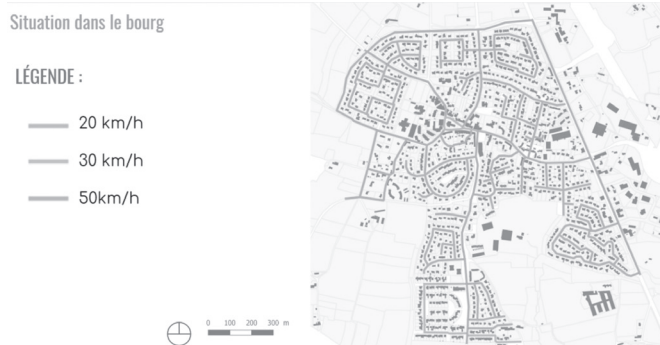 Situation dans le bourg
LÉGENDE :
20 km/h
30 km/h
50km/h
0 100 200 300 m